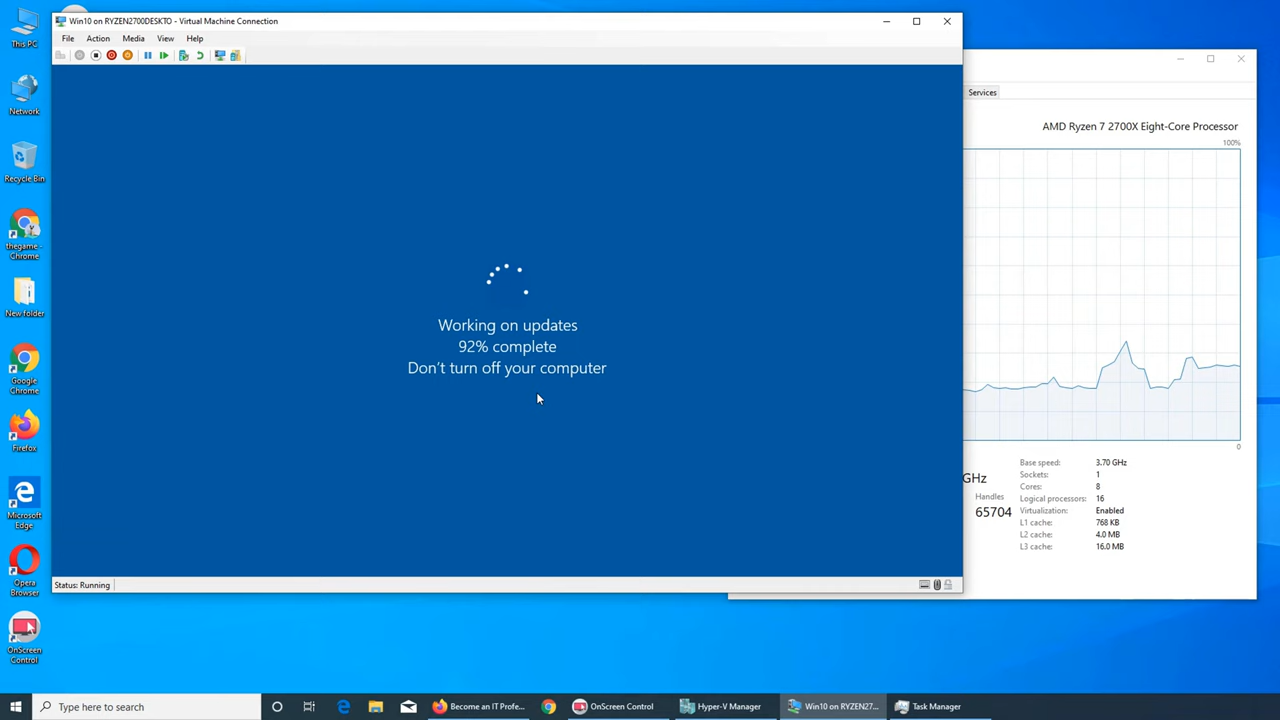 This PC
Network
Recycle Bin
thegame -
Chrome
New folder
Google
Chrome
Firefox
Microsoft
Edge
Opera
Browser
OnScreen
Control
Win10 on RYZEN2700DESKTO - Virtual Machine Connection
File Action Media View Help
Working on updates
92% complete
Don't turn off your computer
Status: Running
Services
AMD Ryzen 7 2700X Eight-Core Processor
100%
0
GHz
Handles
65704
Base speed: 3.70 GHz
Sockets: 1
Cores: 8
Logical processors: 16
Virtualization: Enabled
L1 cache: 768 KB
L2 cache: 4.0 MB
L3 cache: 16.0 MB
Type here to search
Become an IT Profe...
OnScreen Control
Hyper-V Manager
Win10 on RYZEN27...
Task Manager